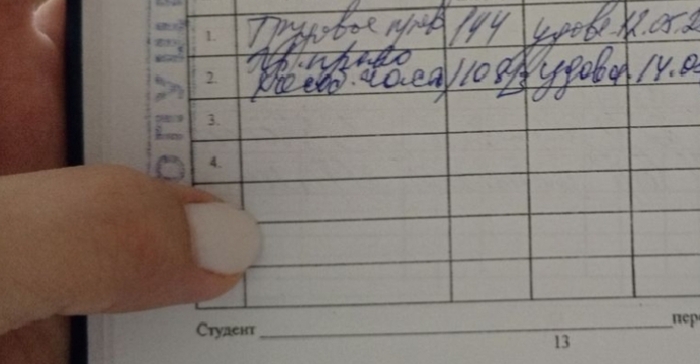 1. Трудовое прав 144 удовл. 12.05.2
2. Гр. право
108 удовл. 14.0
3.
4.
Студент пер
13